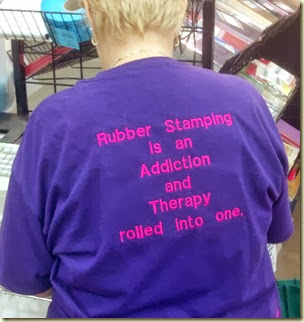 Rubber Stamping
is an
Addiction
and
Therapy
rolled into one.